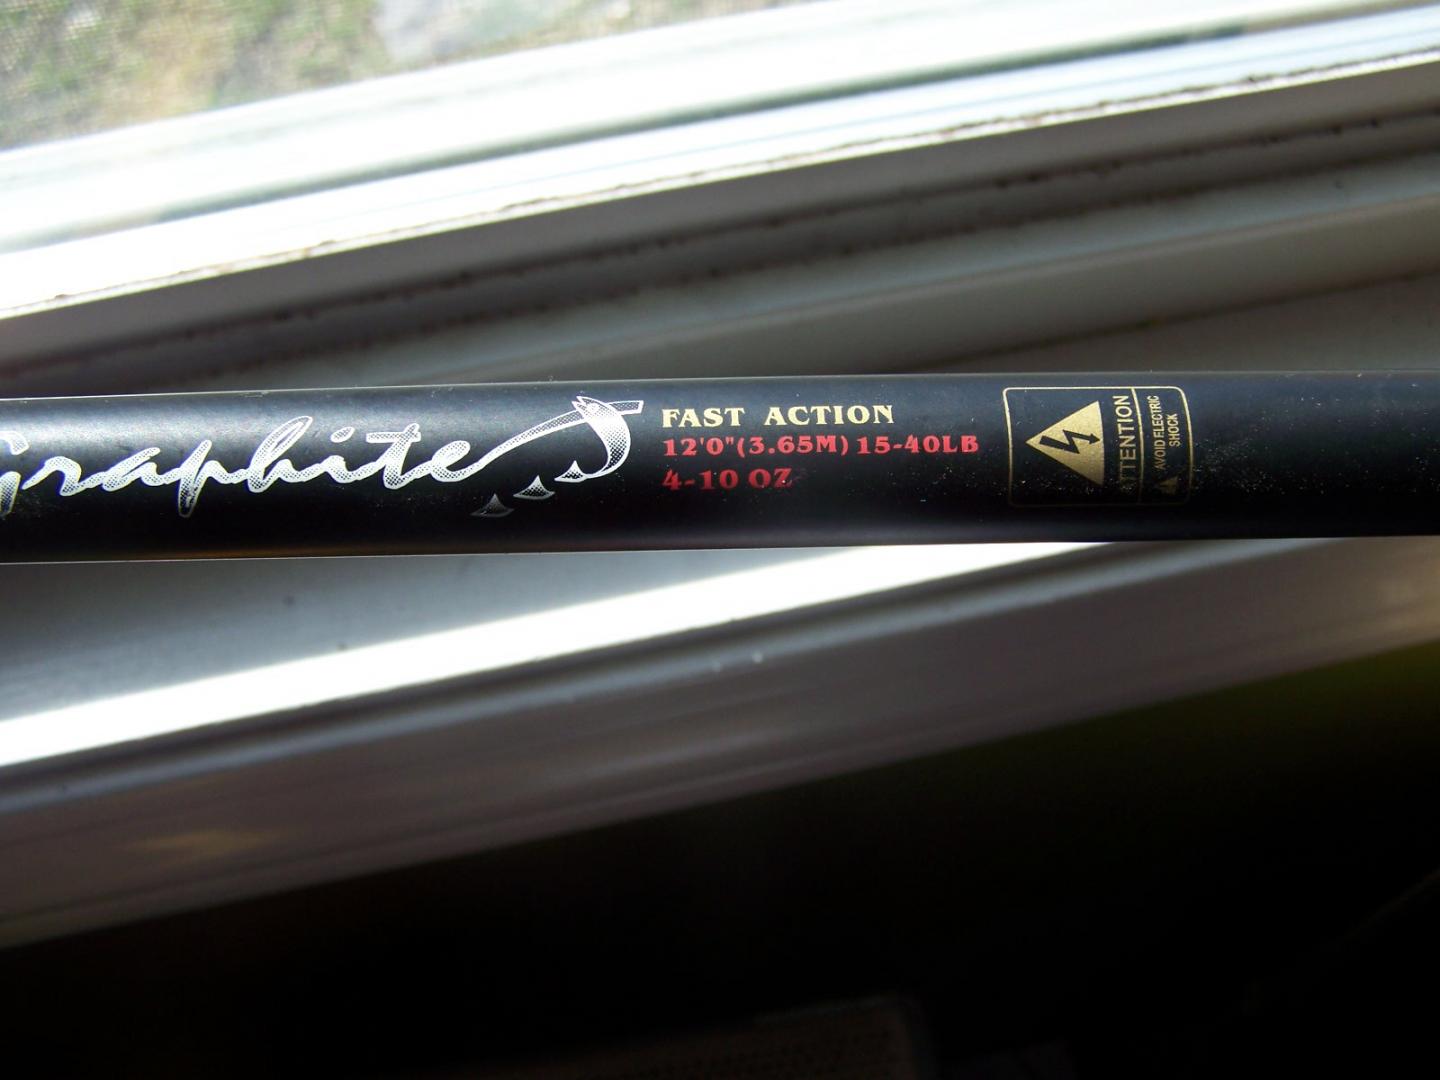 Graphite
FAST ACTION
12'0"(3.65M) 15-40LB
4-10 OZ
ATTENTION
AVOID ELECTRIC
SHOCK